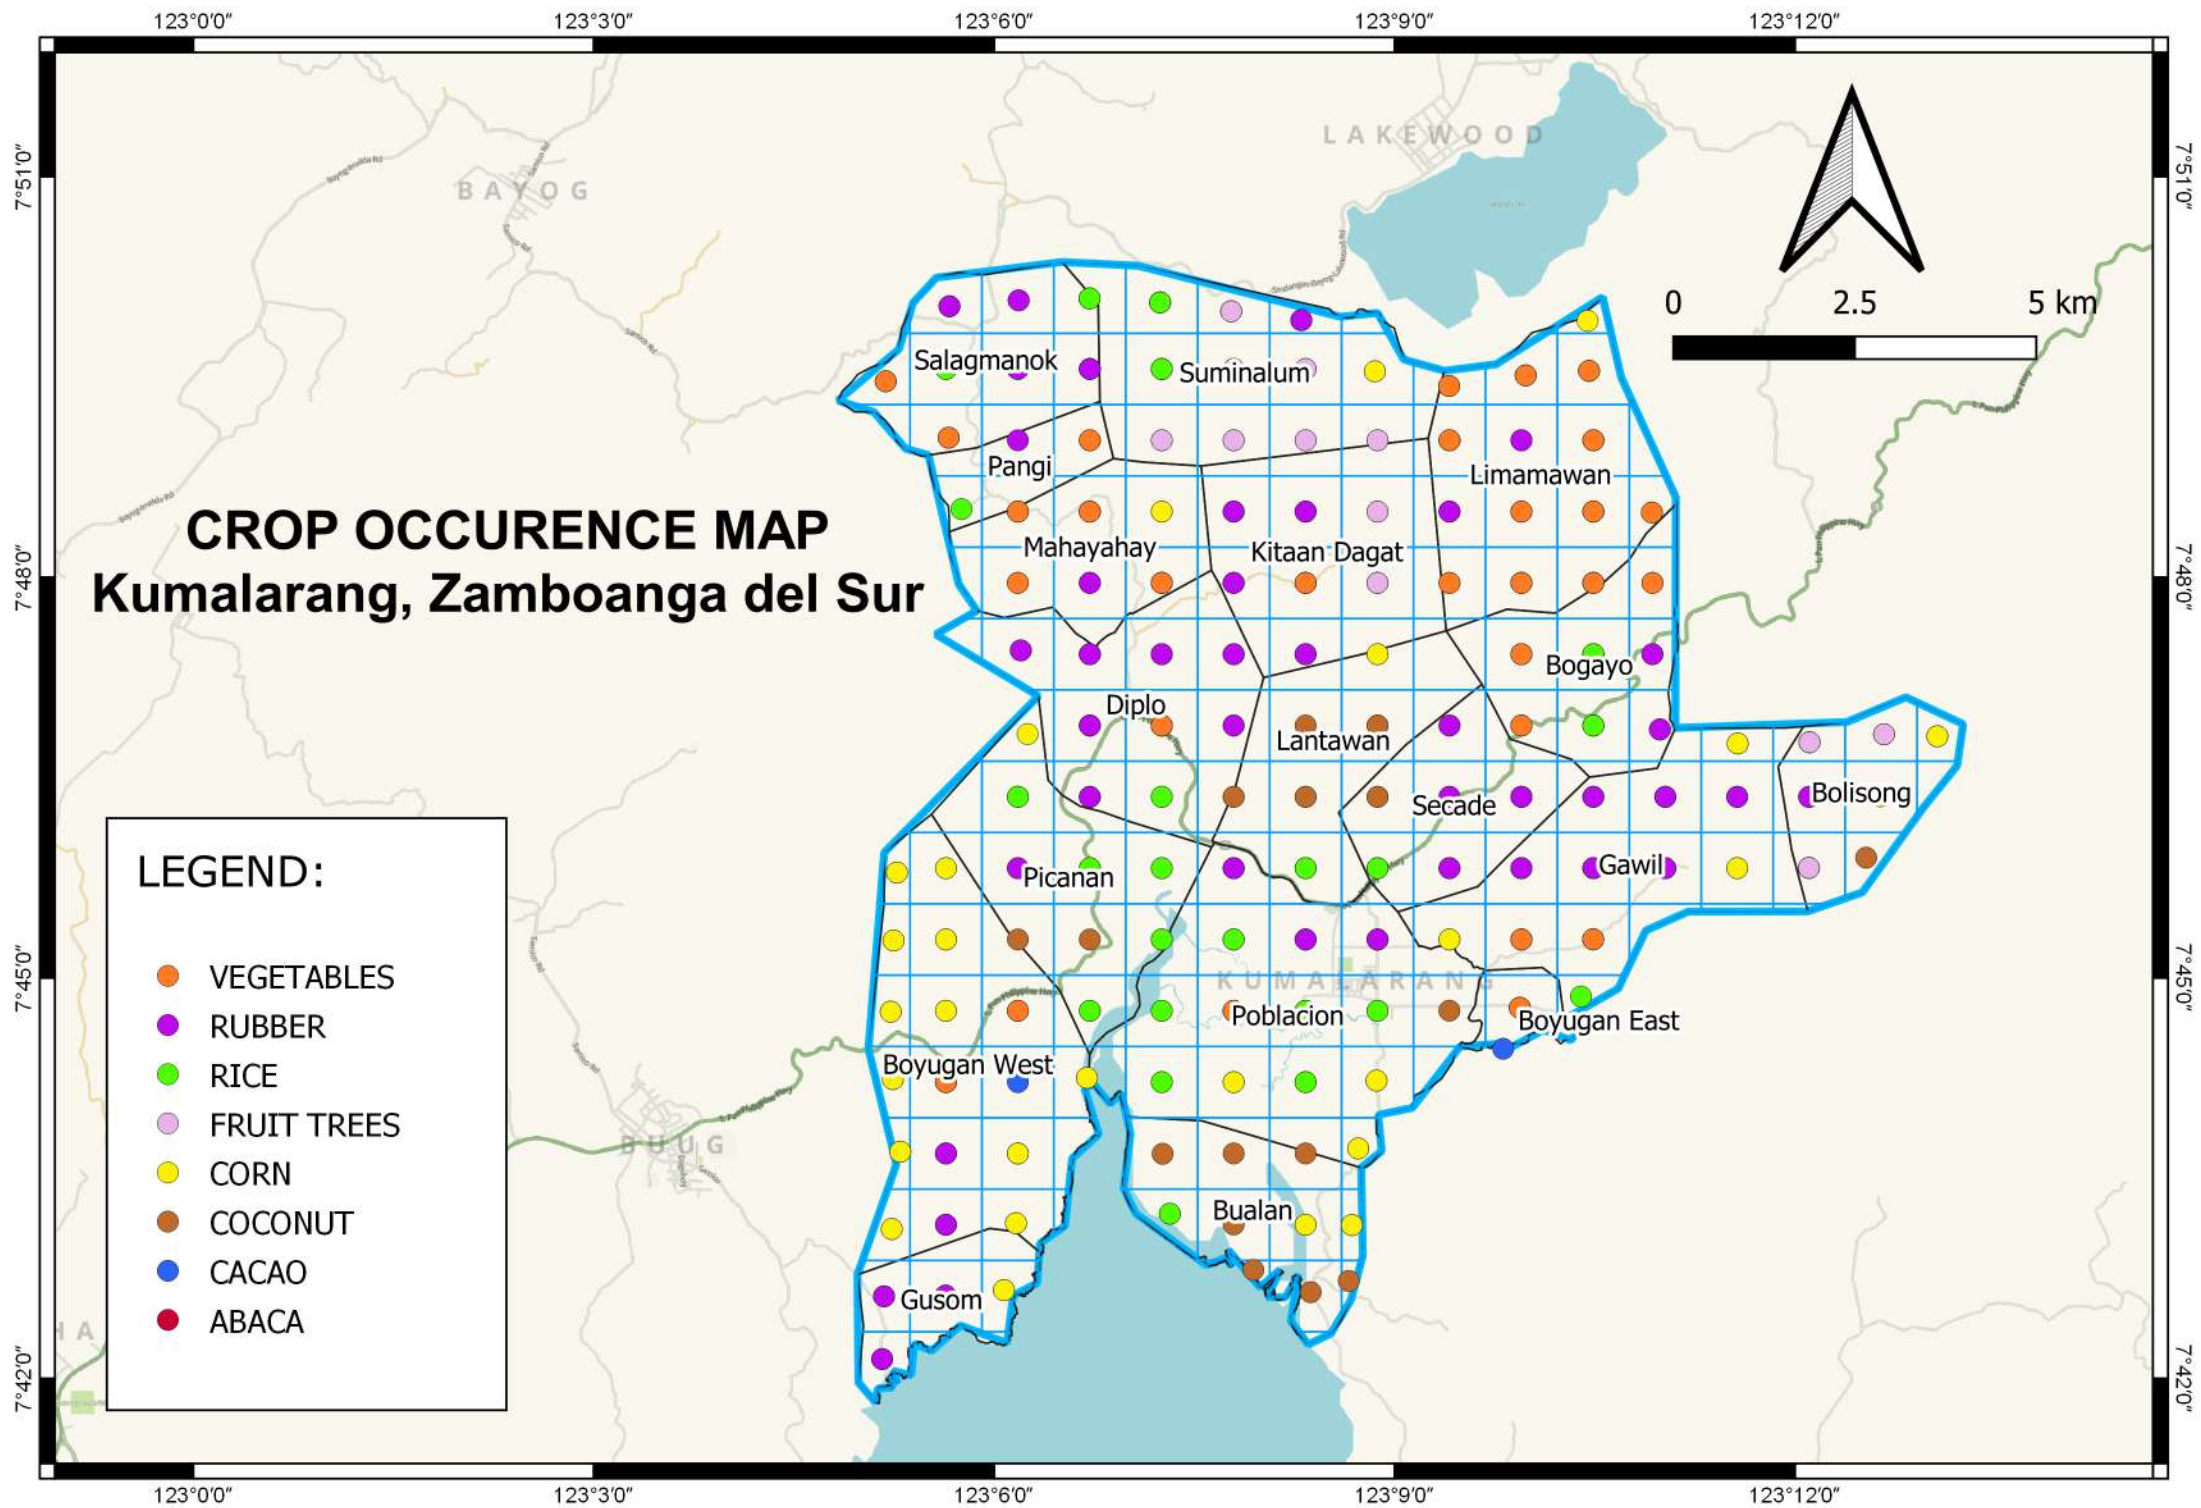 123°0′0″ 123°3′0″ 123°6′0″ 123°9′0″ 123°12′0″
LAKEWOOD
BAYOG
7°51′0″
7°51′0″
0 2.5 5 km
Salagmanok
Suminalum
Pangi
Limamawan
CROP OCCURENCE MAP
Kumalarang, Zamboanga del Sur
Mahayahay
Kitaan Dagat
7°48′0″
7°48′0″
Bogayo
Diplo
Lantawan
Secade
Bolisong
Gawil
Picanan
KUMALARANG
Poblacion
Boyugan East
Boyugan West
7°45′0″
7°45′0″
LEGEND:
VEGETABLES
RUBBER
RICE
FRUIT TREES
CORN
COCONUT
CACAO
ABACA
BUUG
Bualan
Gusom
7°42′0″
7°42′0″
123°0′0″ 123°3′0″ 123°6′0″ 123°9′0″ 123°12′0″